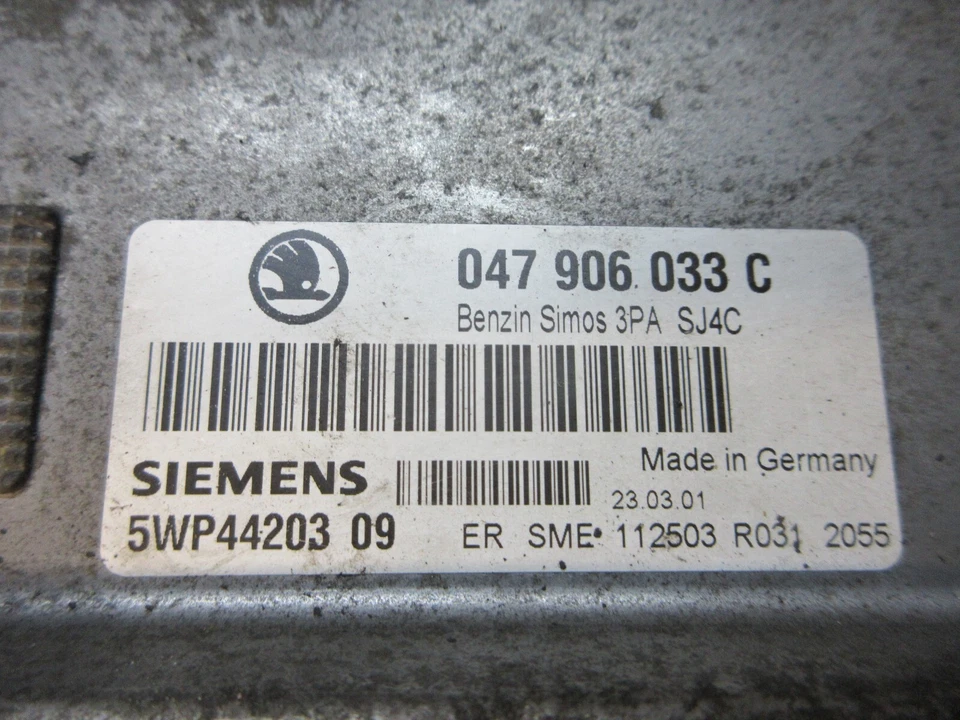 047 906 033 C
Benzin Simos 3PA SJ4C
Made in Germany
SIEMENS
23.03.01
5WP44203 09
ER SME 112503 R031 2055